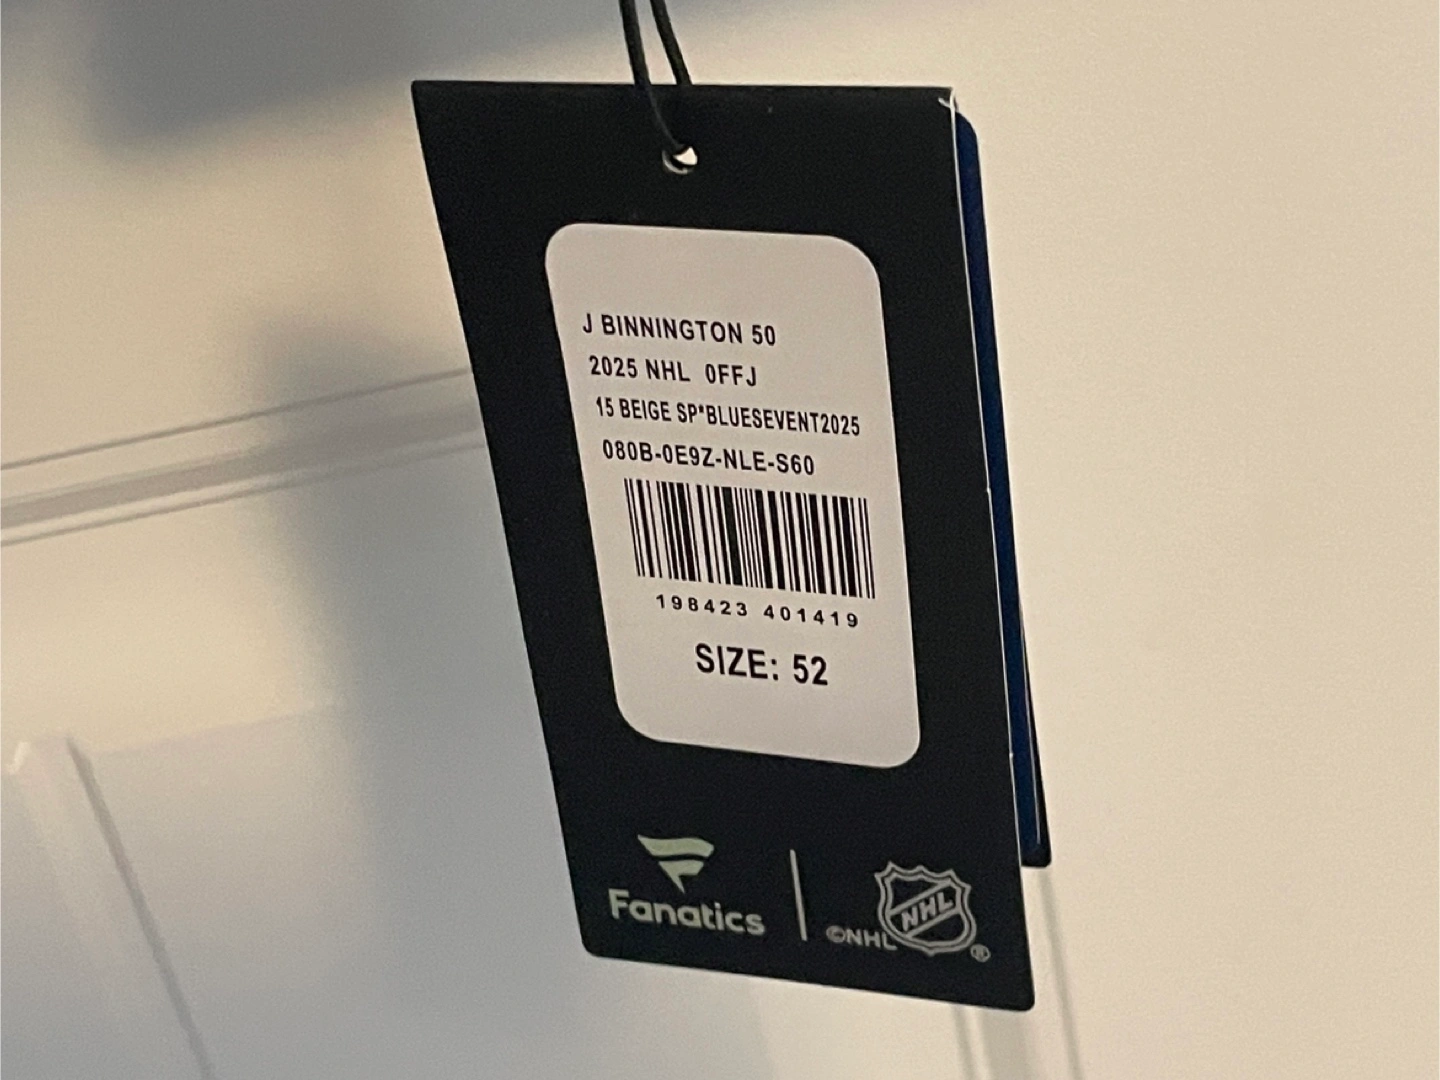 J BINNINGTON 50
2025 NHL 0FFJ
15 BEIGE SP*BLUESEVENT2025
080B-0E9Z-NLE-S60
198423 401419
SIZE: 52
Fanatics
©NHL NHL ®